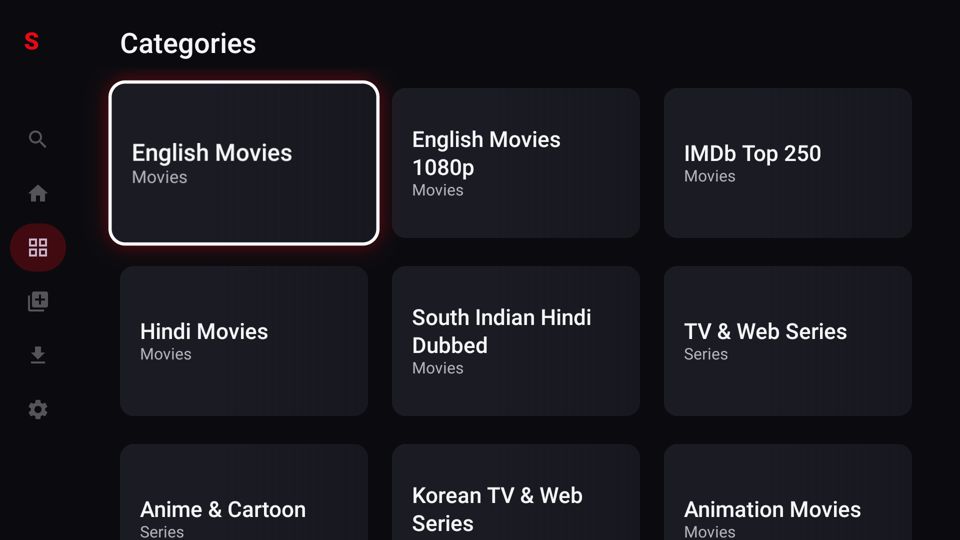 S
Categories
English Movies
Movies
English Movies
1080p
Movies
IMDb Top 250
Movies
Hindi Movies
Movies
South Indian Hindi
Dubbed
Movies
TV & Web Series
Series
Anime & Cartoon
Series
Korean TV & Web
Series
Animation Movies
Movies